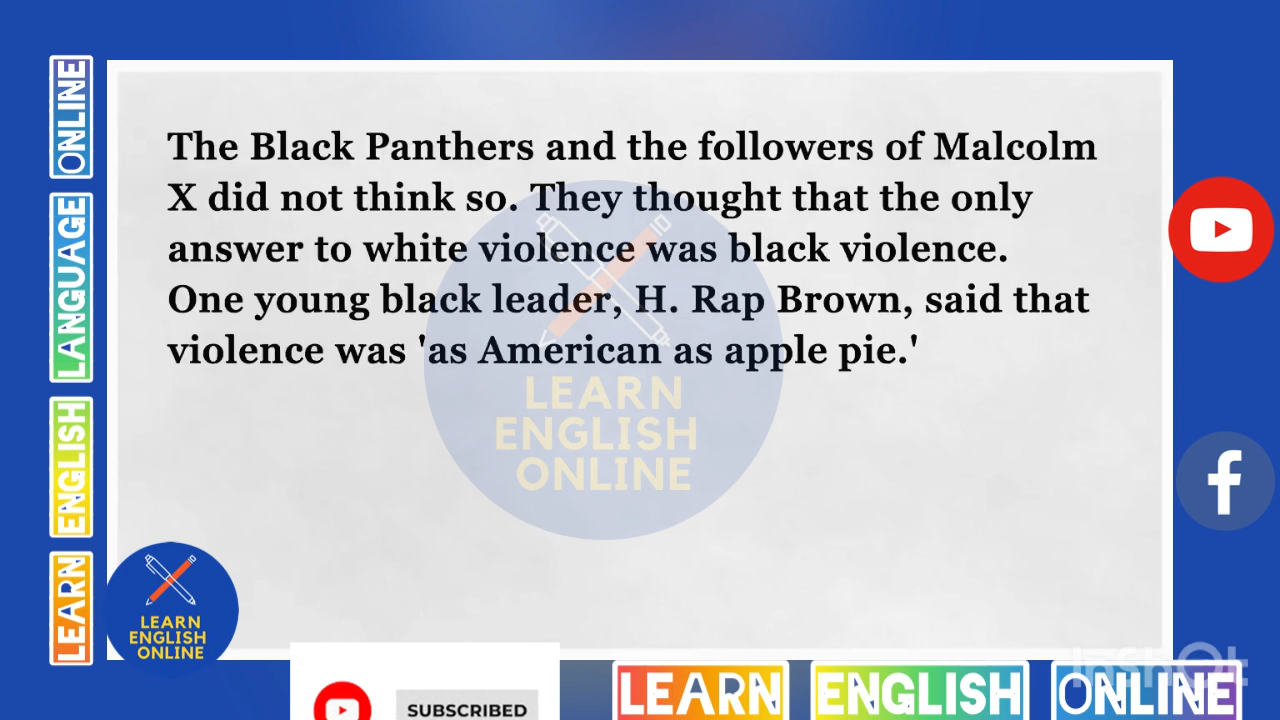 The Black Panthers and the followers of Malcolm
X did not think so. They thought that the only
answer to white violence was black violence.
One young black leader, H. Rap Brown, said that
violence was 'as American as apple pie.'
LEARN
ENGLISH
ONLINE
LEARN ENGLISH LANGUAGE ONLINE
LEARN
ENGLISH
ONLINE
SUBSCRIBED
LEARN ENGLISH ONLINE
InShot